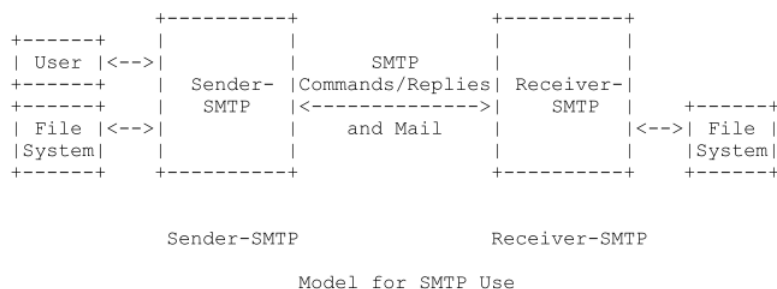 +----------+                +----------+
+------+    |          |                |          |
| User |<-->|          |      SMTP      |          |
+------+    |  Sender- |Commands/Replies| Receiver-|
+------+    |   SMTP   |<-------------->|    SMTP  |    +------+
| File |<-->|          |    and Mail    |          |<-->| File |
|System|    |          |                |          |    |System|
+------+    +----------+                +----------+    +------+
             Sender-SMTP                Receiver-SMTP
                        Model for SMTP Use